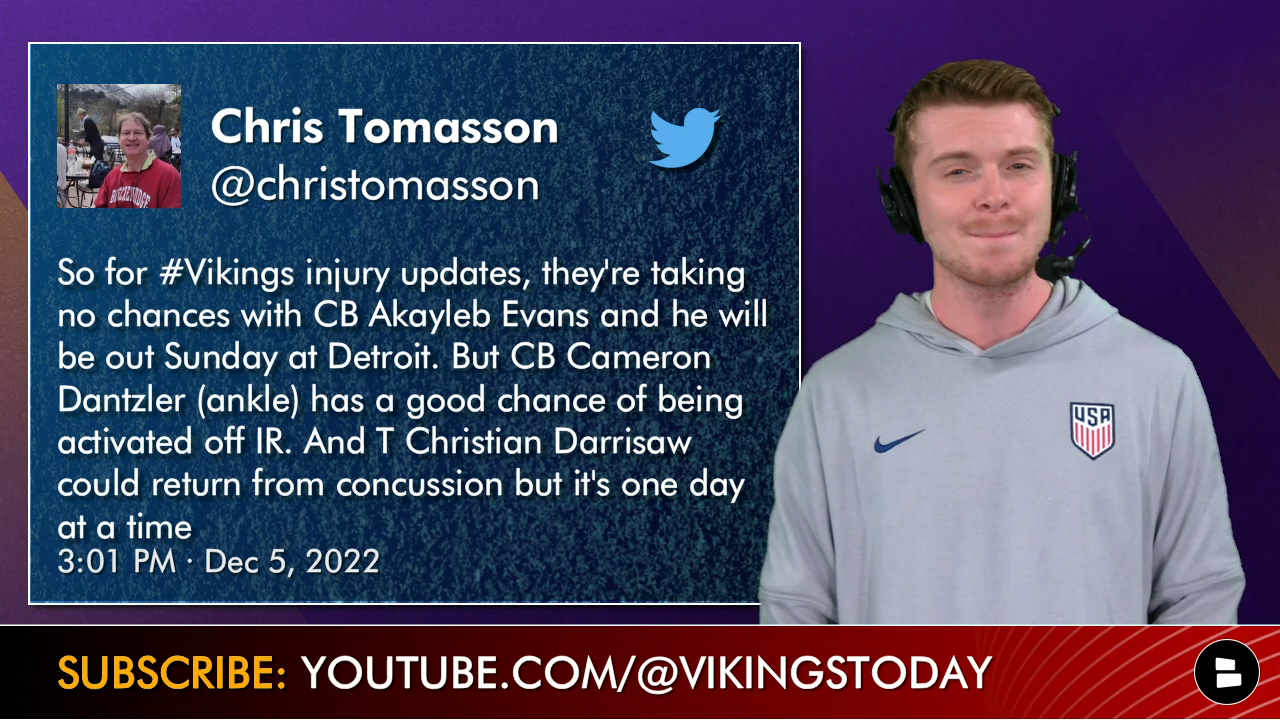 Chris Tomasson
@christomasson
So for #Vikings injury updates, they're taking
no chances with CB Akayleb Evans and he will
be out Sunday at Detroit. But CB Cameron
Dantzler (ankle) has a good chance of being
activated off IR. And T Christian Darrisaw
could return from concussion but it's one day
at a time
3:01 PM · Dec 5, 2022
USA
SUBSCRIBE: YOUTUBE.COM/@VIKINGSTODAY